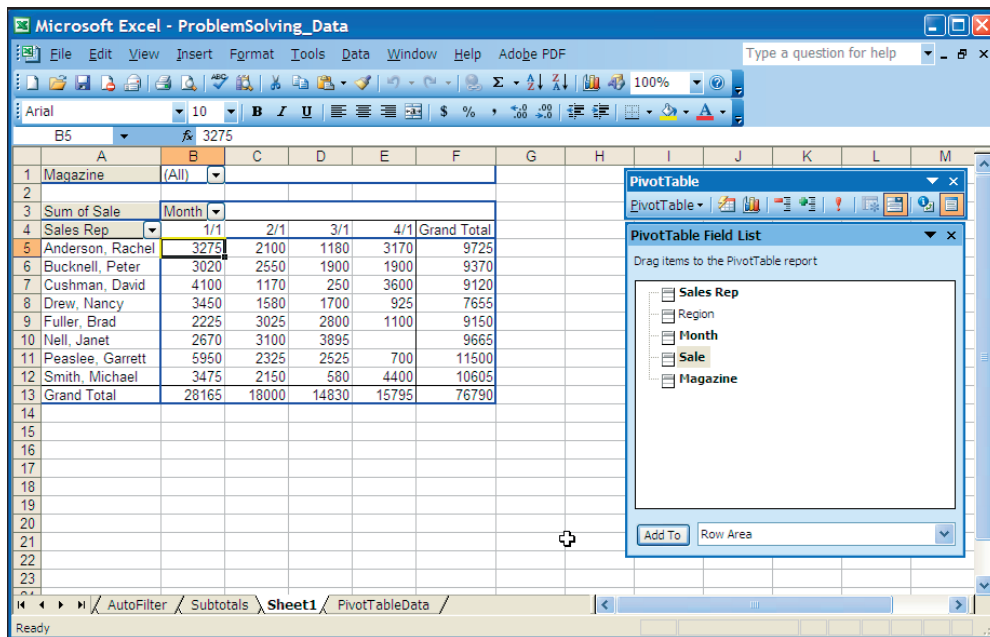 Microsoft Excel - ProblemSolving_Data
File Edit View Insert Format Tools Data Window Help Adobe PDF Type a question for help
100%
Arial 10 B I U $ % ,
B5 fx 3275
A B C D E F G H I J K L M
1 Magazine (All)
2
3 Sum of Sale Month
4 Sales Rep 1/1 2/1 3/1 4/1 Grand Total
5 Anderson, Rachel 3275 2100 1180 3170 9725
6 Bucknell, Peter 3020 2550 1900 1900 9370
7 Cushman, David 4100 1170 250 3600 9120
8 Drew, Nancy 3450 1580 1700 925 7655
9 Fuller, Brad 2225 3025 2800 1100 9150
10 Nell, Janet 2670 3100 3895 9665
11 Peaslee, Garrett 5950 2325 2525 700 11500
12 Smith, Michael 3475 2150 580 4400 10605
13 Grand Total 28165 18000 14830 15795 76790
14
15
16
17
18
19
20
21
22
23
PivotTable
PivotTable
PivotTable Field List
Drag items to the PivotTable report
Sales Rep
Region
Month
Sale
Magazine
Add To Row Area
AutoFilter Subtotals Sheet1 PivotTableData
Ready